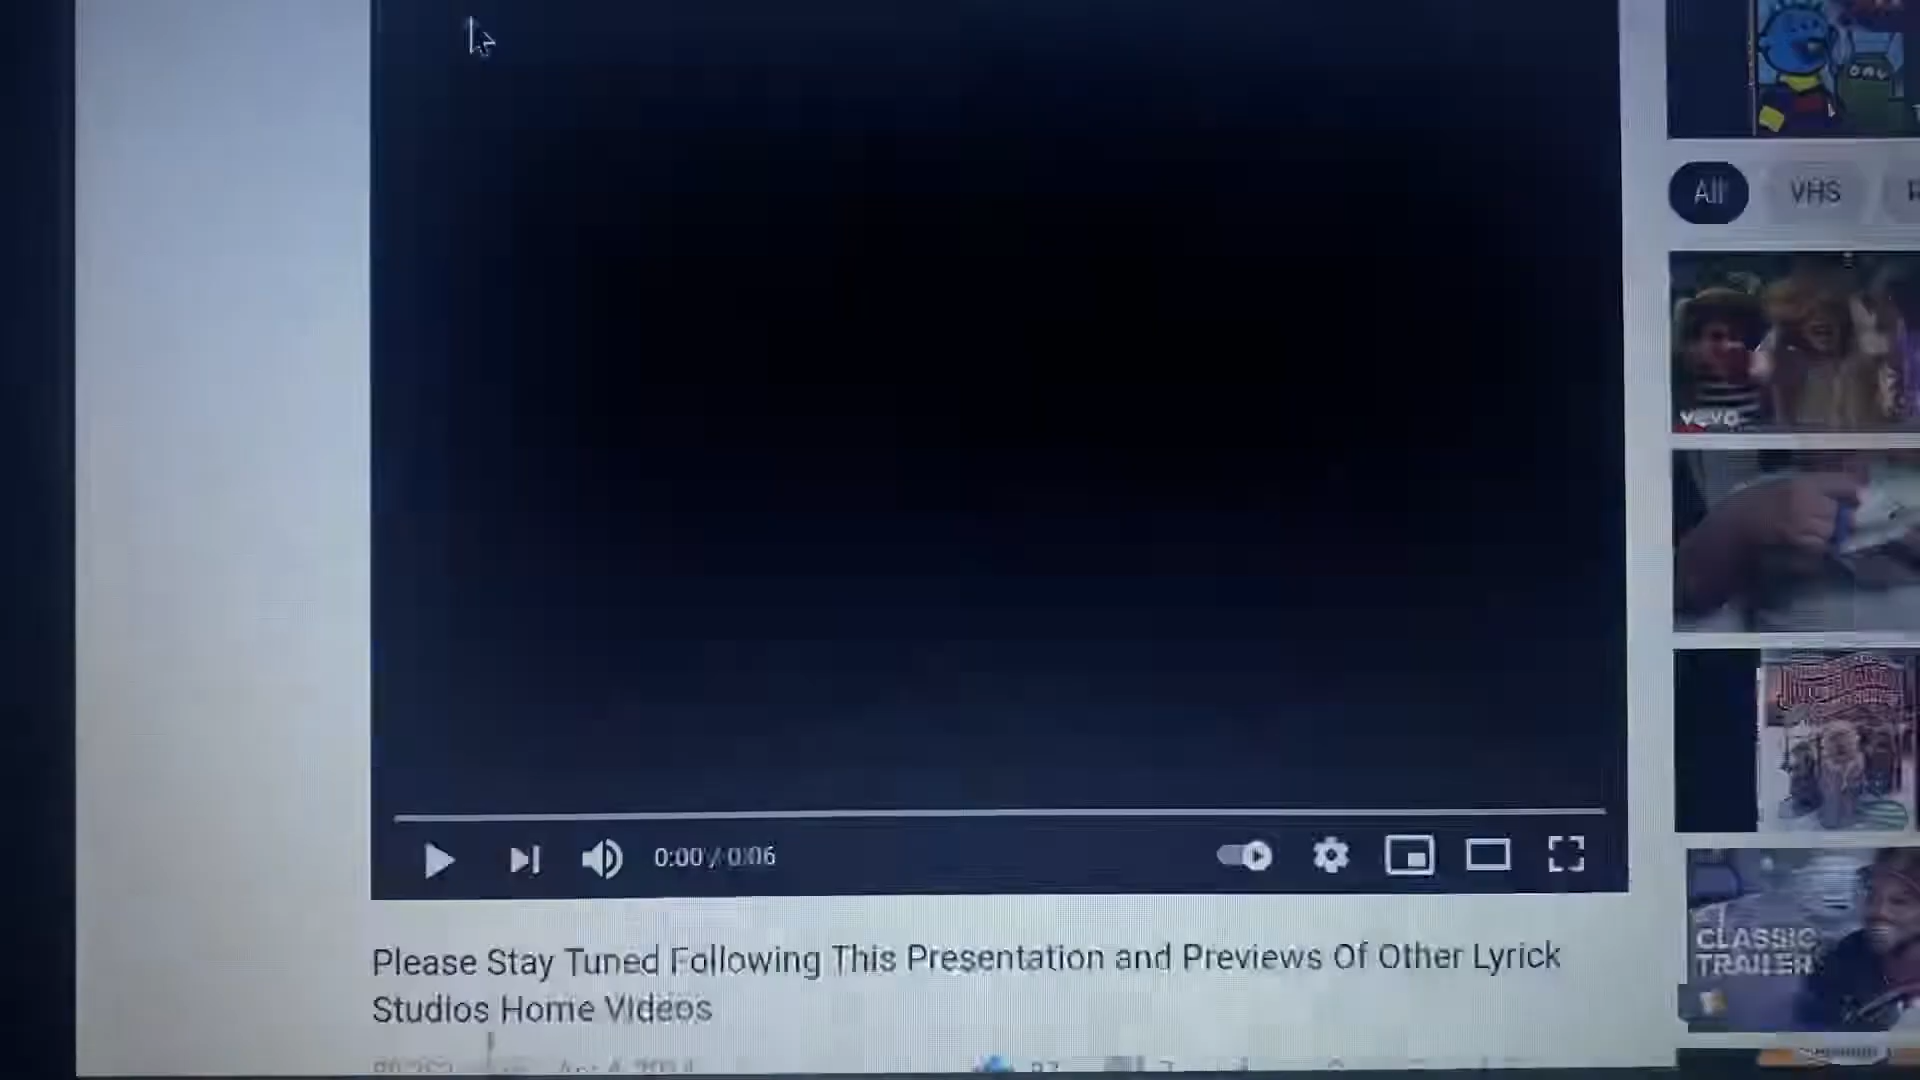 All
VHS
vevo
0:00 / 0:06
Please Stay Tuned Following This Presentation and Previews Of Other Lyrick
Studios Home Videos
CLASSIC
TRAILER